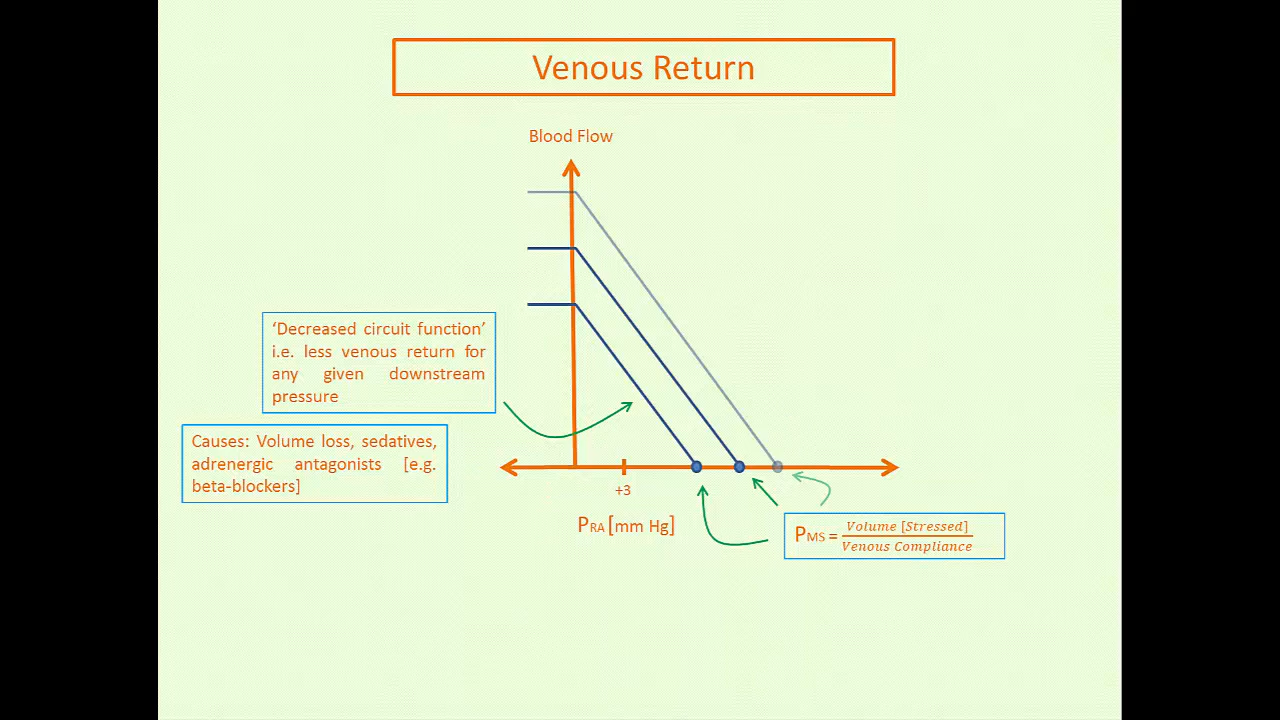 Venous Return
Blood Flow
‘Decreased circuit function’
i.e. less venous return for
any given downstream
pressure
Causes: Volume loss, sedatives,
adrenergic antagonists [e.g.
beta-blockers]
+3
PRA [mm Hg]
PMS = Volume [Stressed]
Venous Compliance